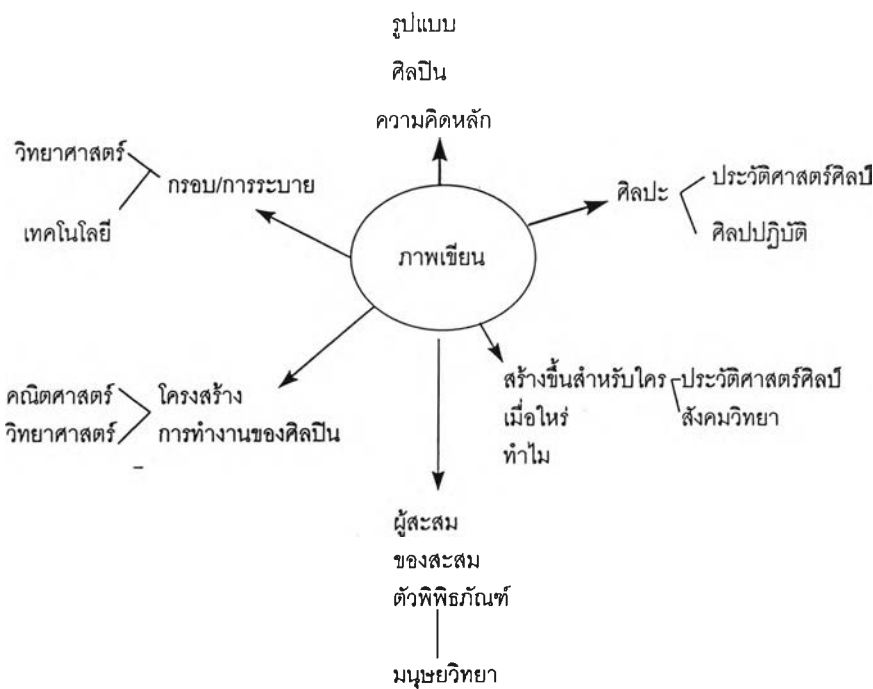 รูปแบบ
ศิลปิน
ความคิดหลัก
วิทยาศาสตร์
กรอบ/การระบาย
เทคโนโลยี
ศิลปะ
ประวัติศาสตร์ศิลป์
ศิลปปฏิบัติ
ภาพเขียน
คณิตศาสตร์
วิทยาศาสตร์
โครงสร้าง
การทำงานของศิลปิน
สร้างขึ้นสำหรับใคร
เมื่อใหร่
ทำไม
ประวัติศาสตร์ศิลป์
สังคมวิทยา
ผู้สะสม
ของสะสม
ตัวพิพิธภัณฑ์
มนุษยวิทยา